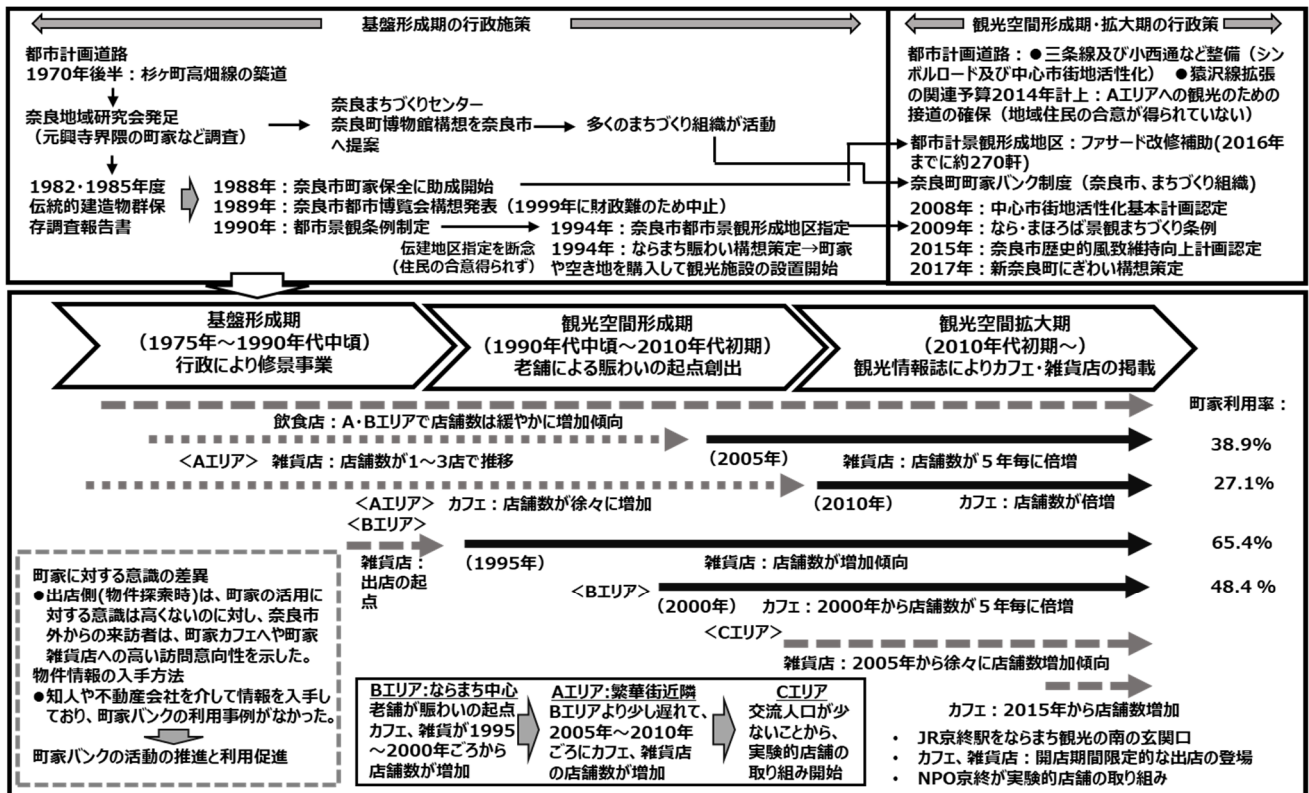 基盤形成期の行政施策
都市計画道路
1970年後半：杉ヶ町高畑線の築道
奈良地域研究会発足
（元興寺界隈の町家など調査）
奈良まちづくりセンター
奈良町博物館構想を奈良市
へ提案
多くのまちづくり組織が活動
1982・1985年度
伝統的建造物群保
存調査報告書
1988年：奈良市町家保全に助成開始
1989年：奈良市都市博覧会構想発表（1999年に財政難のため中止）
1990年：都市景観条例制定
伝建地区指定を断念
(住民の合意得られず)
1994年：奈良市都市景観形成地区指定
1994年：ならまち賑わい構想策定→町家
や空き地を購入して観光施設の設置開始
観光空間形成期・拡大期の行政策
都市計画道路：●三条線及び小西通など整備（シン
ボルロード及び中心市街地活性化）　●猿沢線拡張
の関連予算2014年計上：Aエリアへの観光のための
接道の確保（地域住民の合意が得られていない）
都市計景観形成地区：ファサード改修補助(2016年
までに約270軒)
奈良町町家バンク制度（奈良市、まちづくり組織）
2008年：中心市街地活性化基本計画認定
2009年：なら・まほろば景観まちづくり条例
2015年：奈良市歴史的風致維持向上計画認定
2017年：新奈良町にぎわい構想策定
基盤形成期
（1975年～1990年代中頃）
行政により修景事業
観光空間形成期
（1990年代中頃～2010年代初期）
老舗による賑わいの起点創出
観光空間拡大期
（2010年代初期～）
観光情報誌によりカフェ・雑貨店の掲載
町家利用率：
飲食店：A・Bエリアで店舗数は緩やかに増加傾向
38.9%
＜Aエリア＞　雑貨店：店舗数が1～3店で推移
（2005年）
雑貨店：店舗数が５年毎に倍増
27.1%
＜Aエリア＞　カフェ：店舗数が徐々に増加
（2010年）
カフェ：店舗数が倍増
＜Bエリア＞
雑貨店：
出店の起
点
（1995年）
雑貨店：店舗数が増加傾向
65.4%
＜Bエリア＞
（2000年）
カフェ：2000年から店舗数が５年毎に倍増
48.4 %
＜Cエリア＞
雑貨店：2005年から徐々に店舗数増加傾向
カフェ：2015年から店舗数増加
町家に対する意識の差異
●出店側(物件探索時)は、町家の活用に
対する意識は高くないのに対し、奈良市
外からの来訪者は、町家カフェへや町家
雑貨店への高い訪問意向性を示した。
物件情報の入手方法
●知人や不動産会社を介して情報を入手し
ており、町家バンクの利用事例がなかった。
町家バンクの活動の推進と利用促進
Bエリア:ならまち中心
老舗が賑わいの起点
カフェ、雑貨が1995
～2000年ごろから
店舗数が増加
Aエリア:繁華街近隣
Bエリアより少し遅れて、
2005年～2010年
ごろにカフェ、雑貨店
の店舗数が増加
Cエリア
交流人口が少
ないことから、
実験的店舗の
取り組み開始
• JR京終駅をならまち観光の南の玄関口
• カフェ、雑貨店：開店期間限定的な出店の登場
• NPO京終が実験的店舗の取り組み